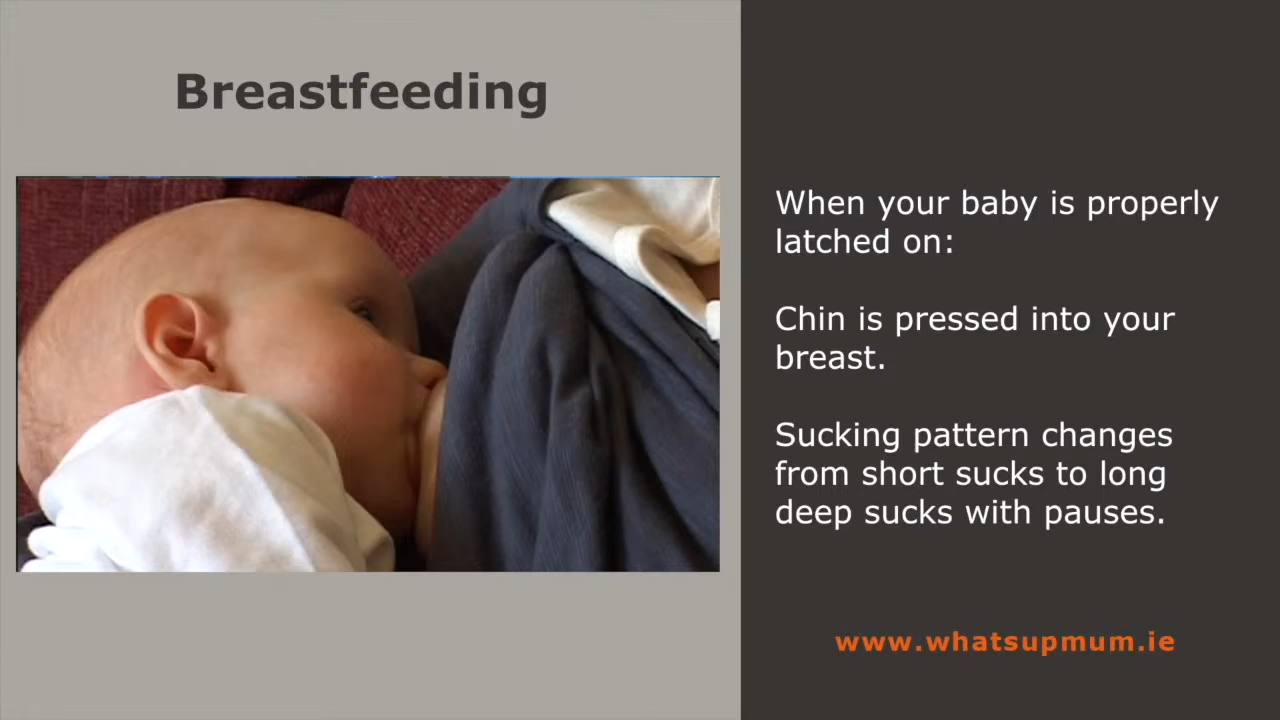 Breastfeeding
When your baby is properly
latched on:
Chin is pressed into your
breast.
Sucking pattern changes
from short sucks to long
deep sucks with pauses.
www.whatsupmum.ie